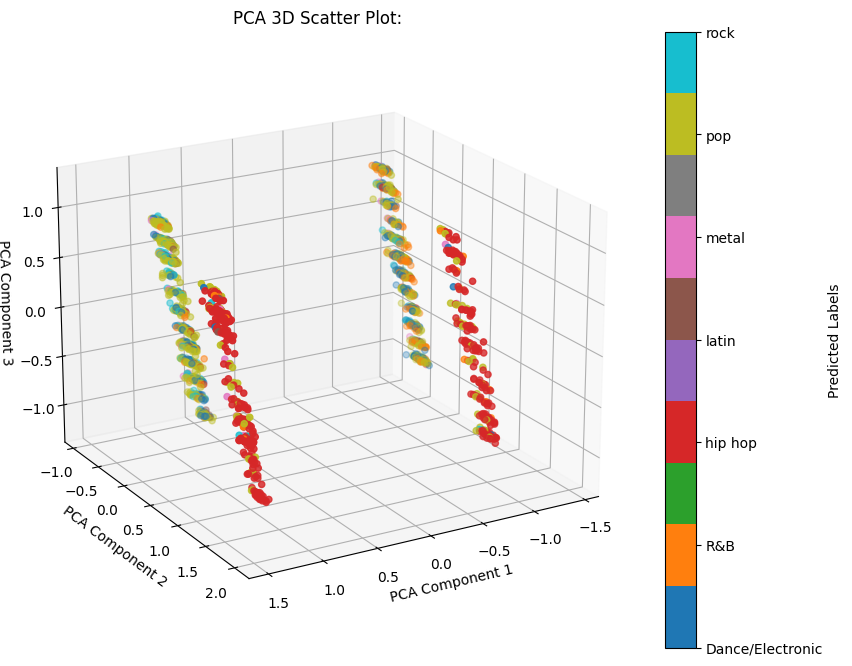 PCA 3D Scatter Plot:
rock
pop
metal
latin
hip hop
R&B
Dance/Electronic
Predicted Labels
1.0
0.5
0.0
−0.5
−1.0
PCA Component 3
−1.0
−0.5
0.0
0.5
1.0
1.5
2.0
PCA Component 2
1.5
1.0
0.5
0.0
−0.5
−1.0
−1.5
PCA Component 1